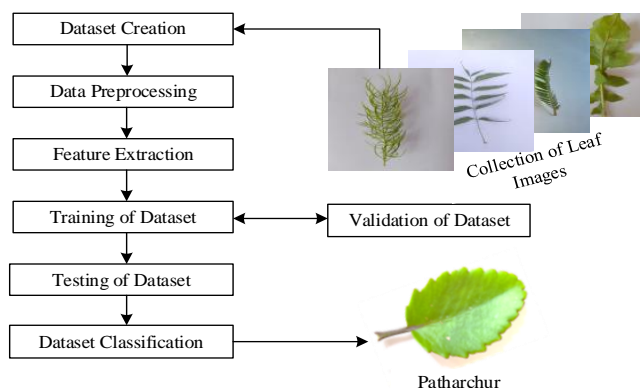 Dataset Creation
Data Preprocessing
Feature Extraction
Training of Dataset
Validation of Dataset
Testing of Dataset
Dataset Classification
Collection of Leaf
Images
Patharchur